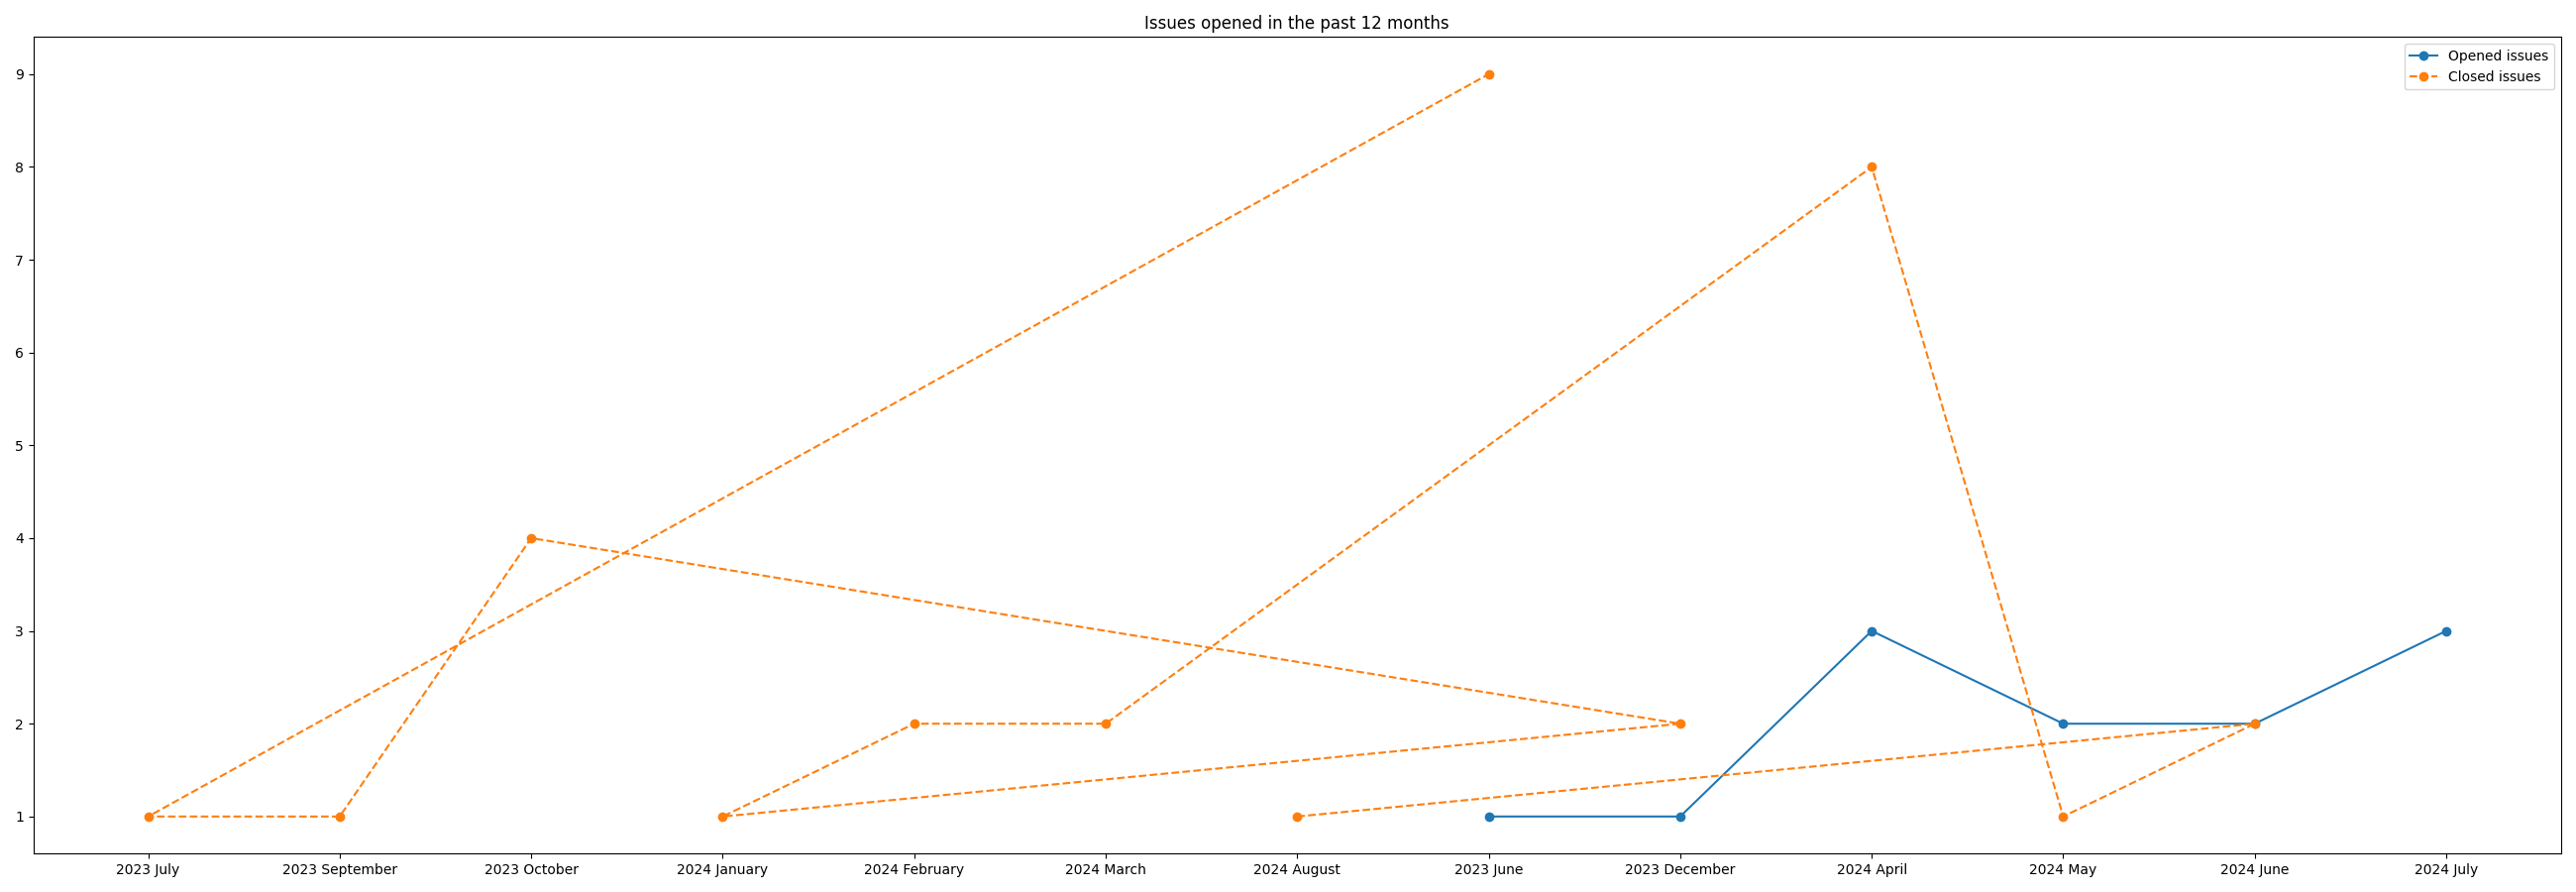 Issues opened in the past 12 months
Opened issues
Closed issues
9
8
7
6
5
4
3
2
1
2023 July 2023 September 2023 October 2024 January 2024 February 2024 March 2024 August 2023 June 2023 December 2024 April 2024 May 2024 June 2024 July